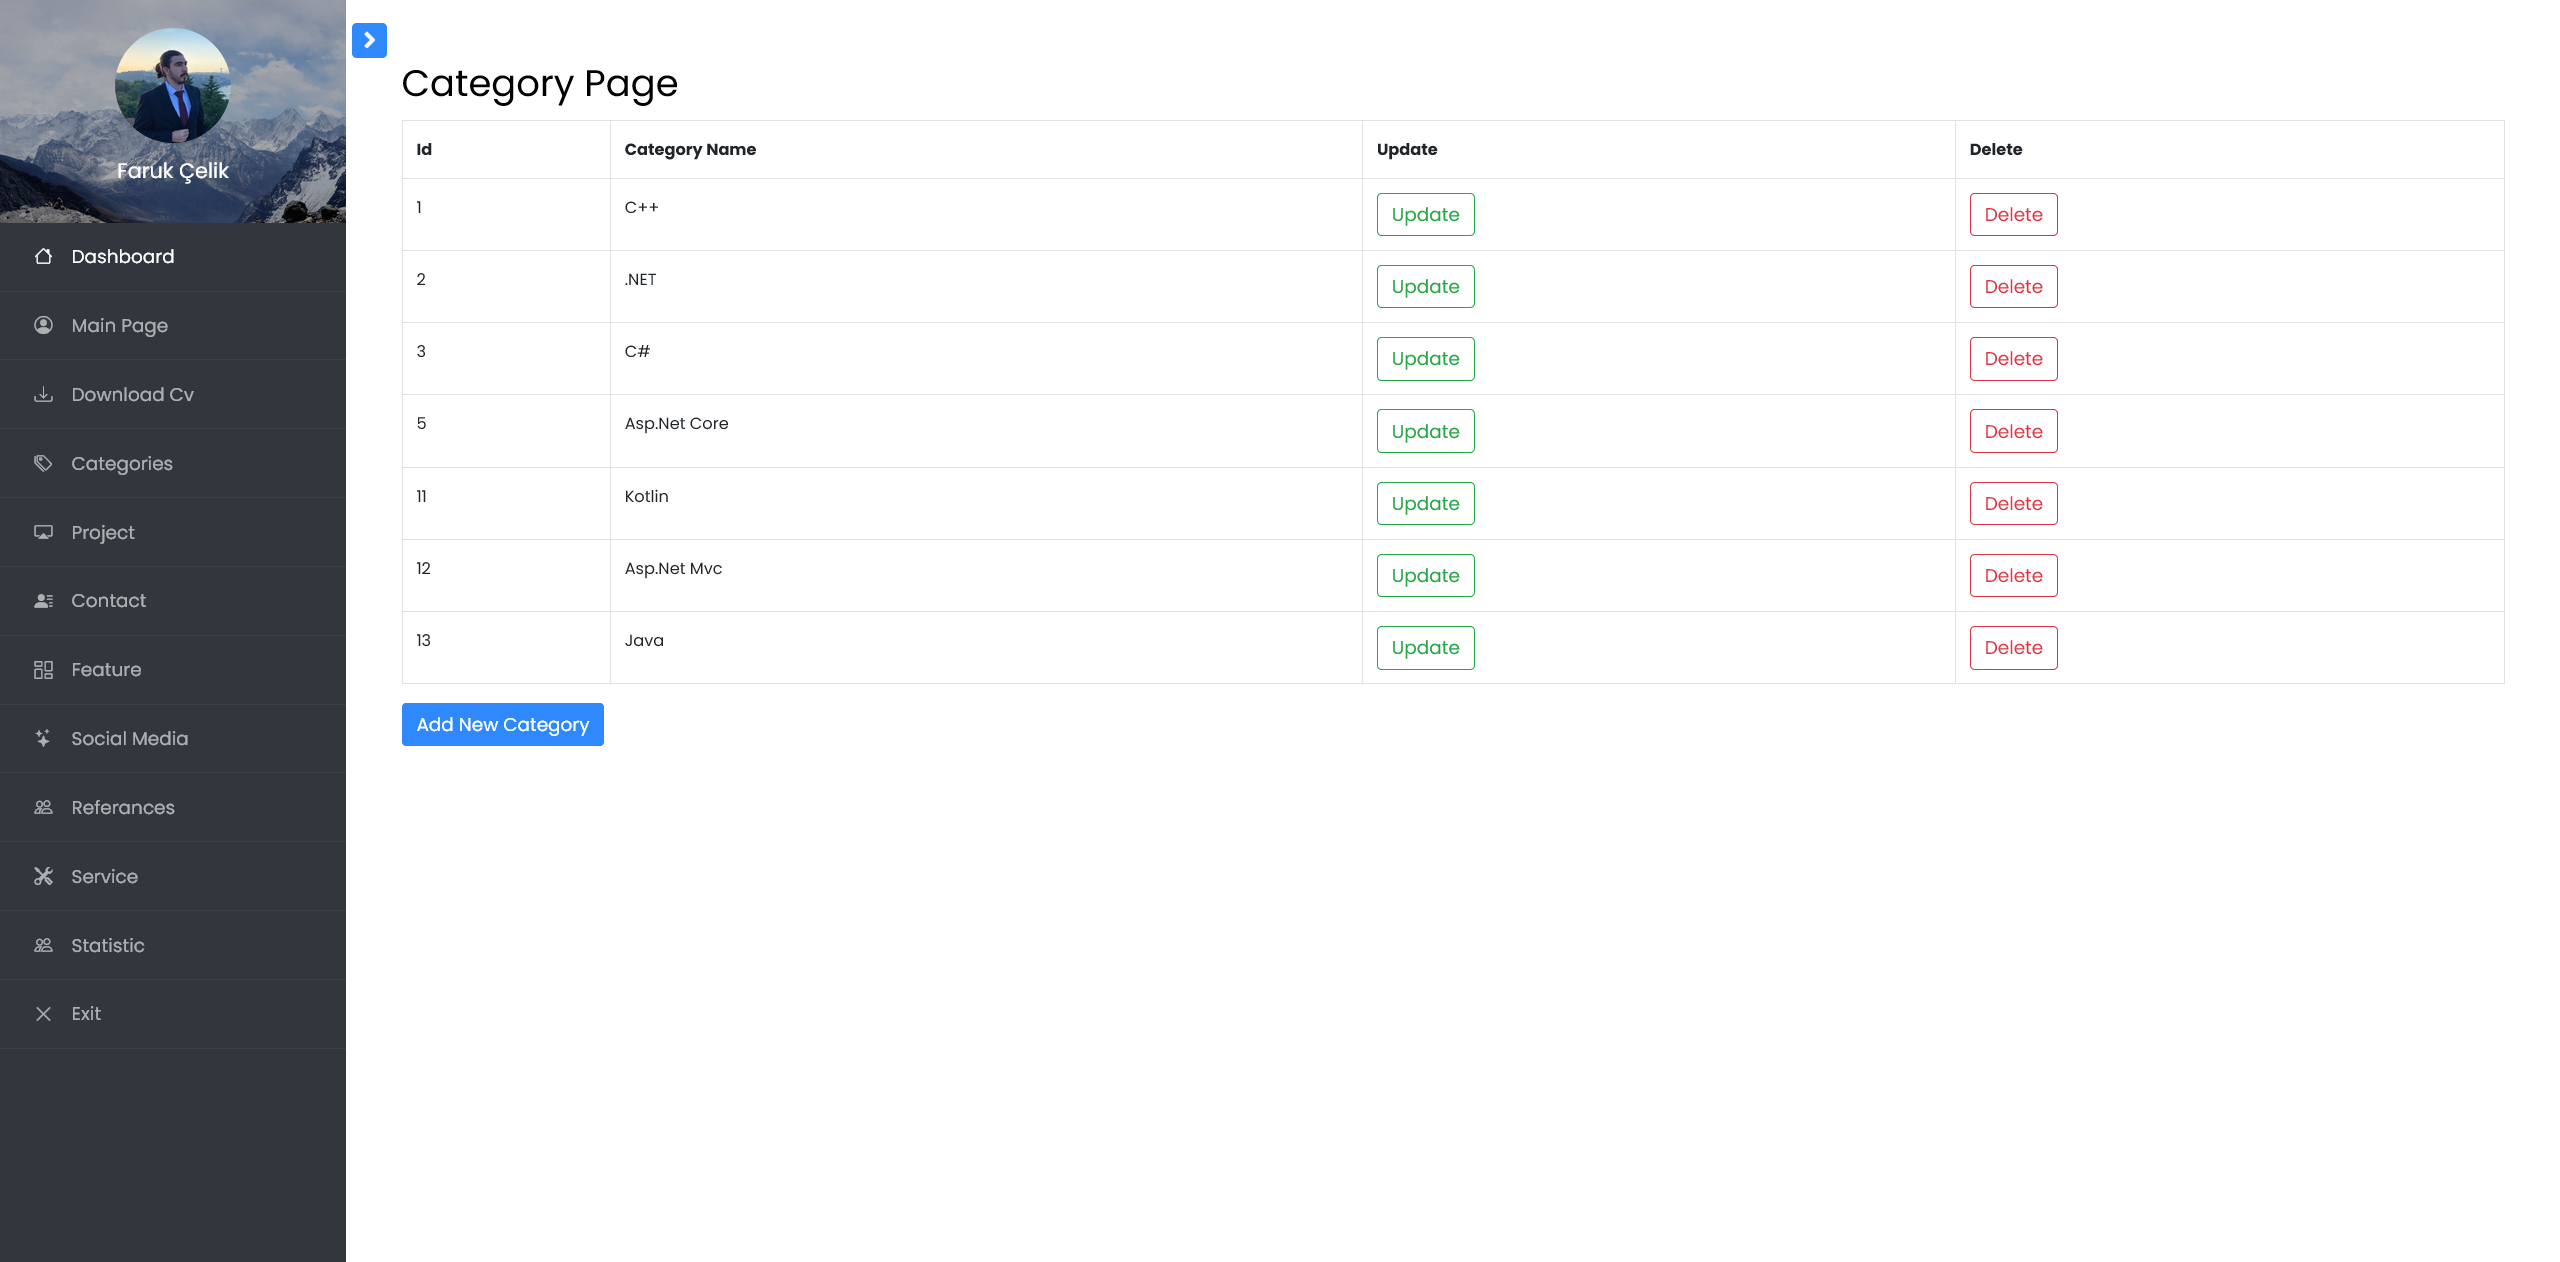 Faruk Çelik
Dashboard
Main Page
Download Cv
Categories
Project
Contact
Feature
Social Media
Referances
Service
Statistic
Exit
Category Page
Id Category Name Update Delete
1 C++ Update Delete
2 .NET Update Delete
3 C# Update Delete
5 Asp.Net Core Update Delete
11 Kotlin Update Delete
12 Asp.Net Mvc Update Delete
13 Java Update Delete
Add New Category